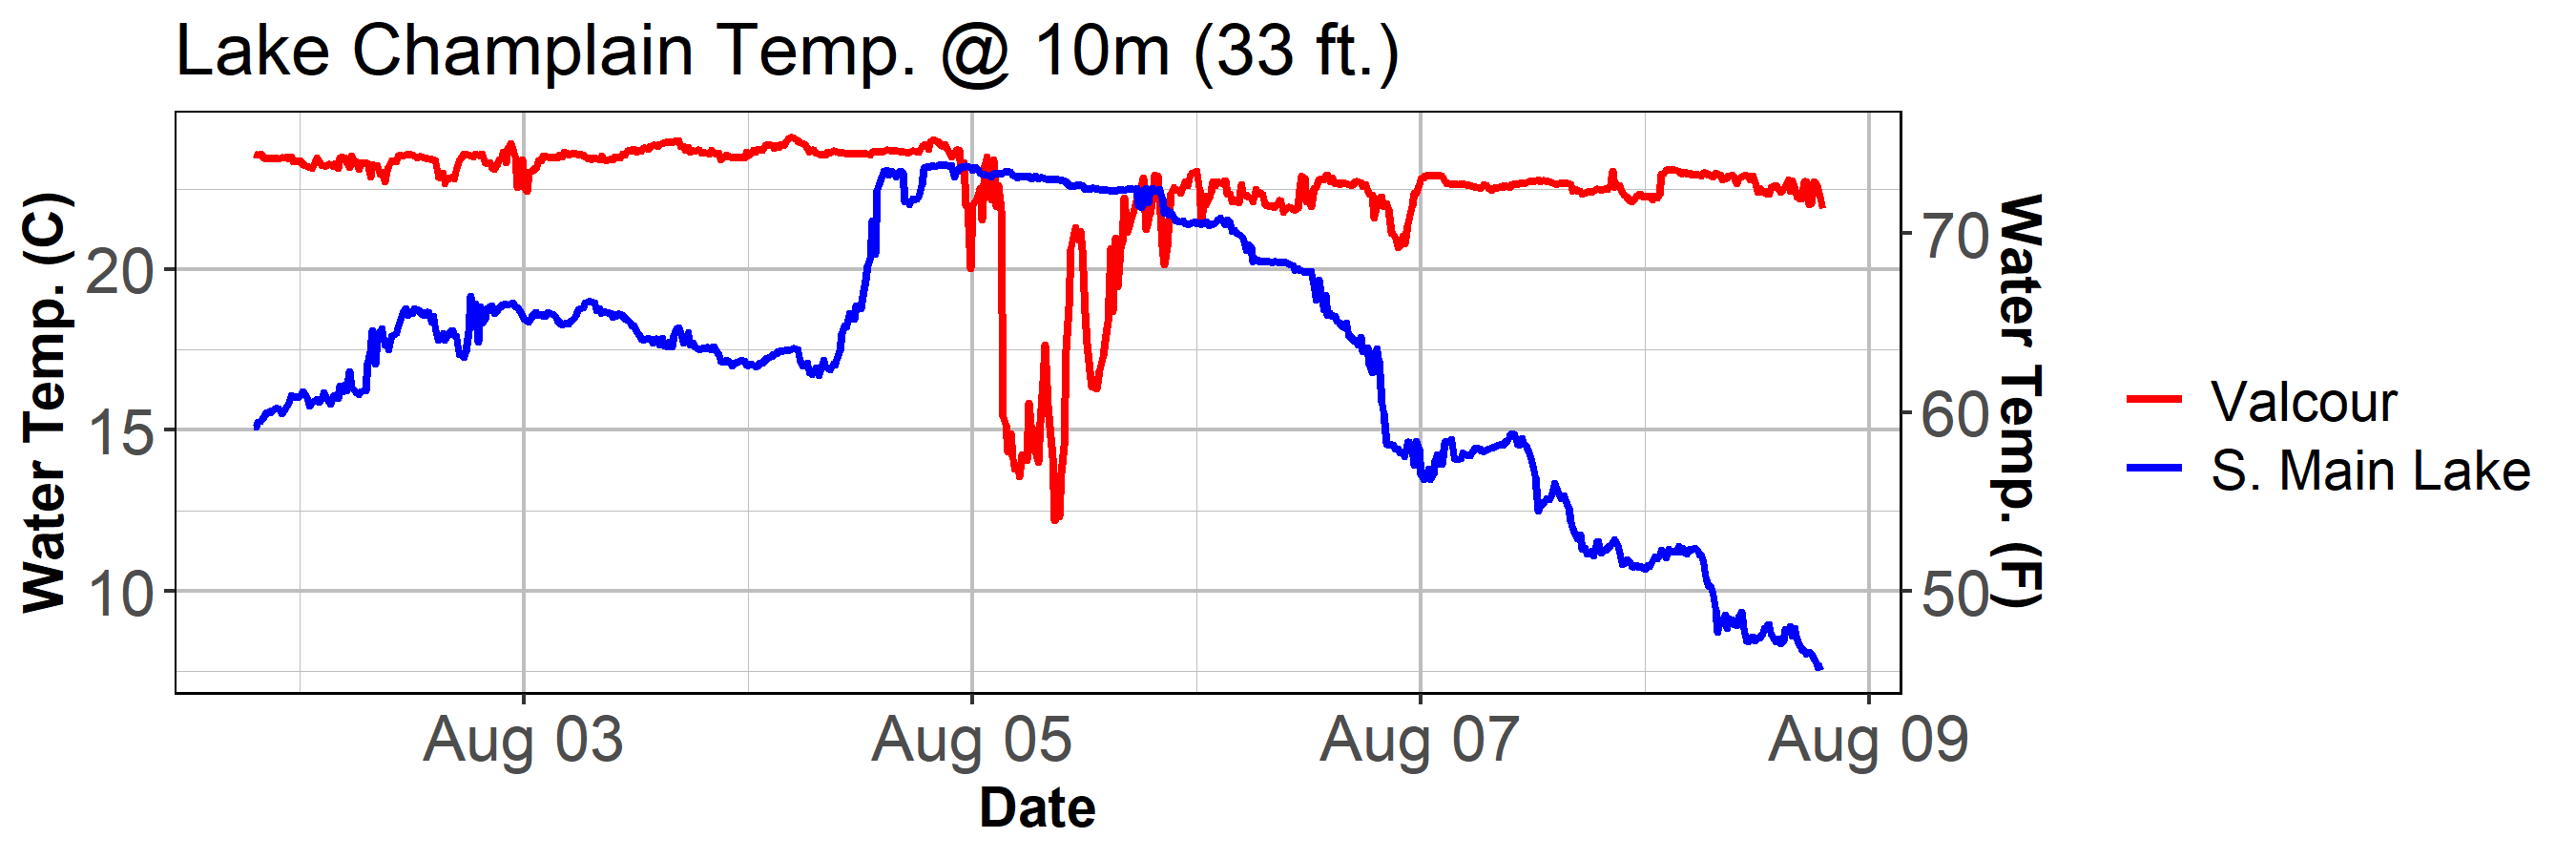 Lake Champlain Temp. @ 10m (33 ft.)
Water Temp. (C)
20
15
10
70
60
50
Water Temp. (F)
Aug 03
Aug 05
Aug 07
Aug 09
Date
Valcour
S. Main Lake